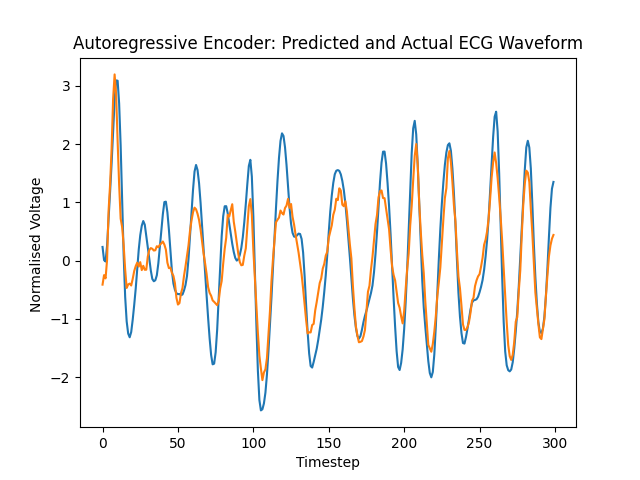 Autoregressive Encoder: Predicted and Actual ECG Waveform
3
2
1
0
−1
−2
Normalised Voltage
0 50 100 150 200 250 300
Timestep